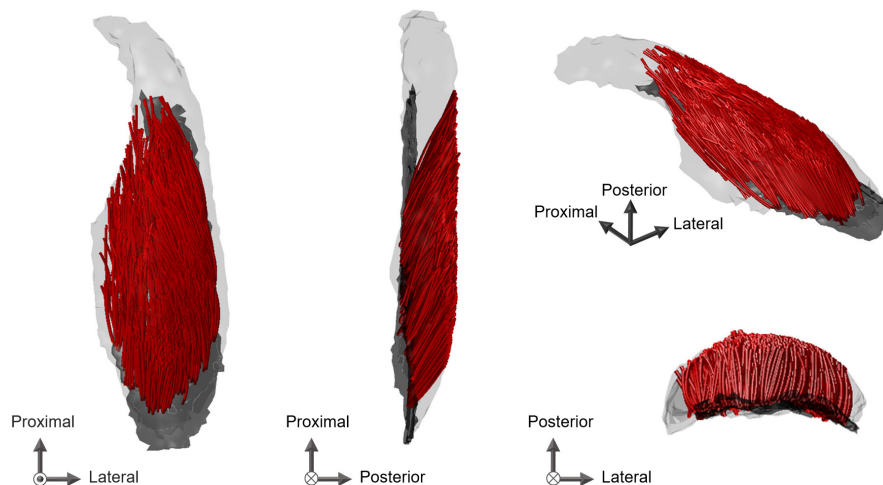 Posterior
Proximal
Lateral
Proximal
Lateral
Proximal
Posterior
Posterior
Lateral